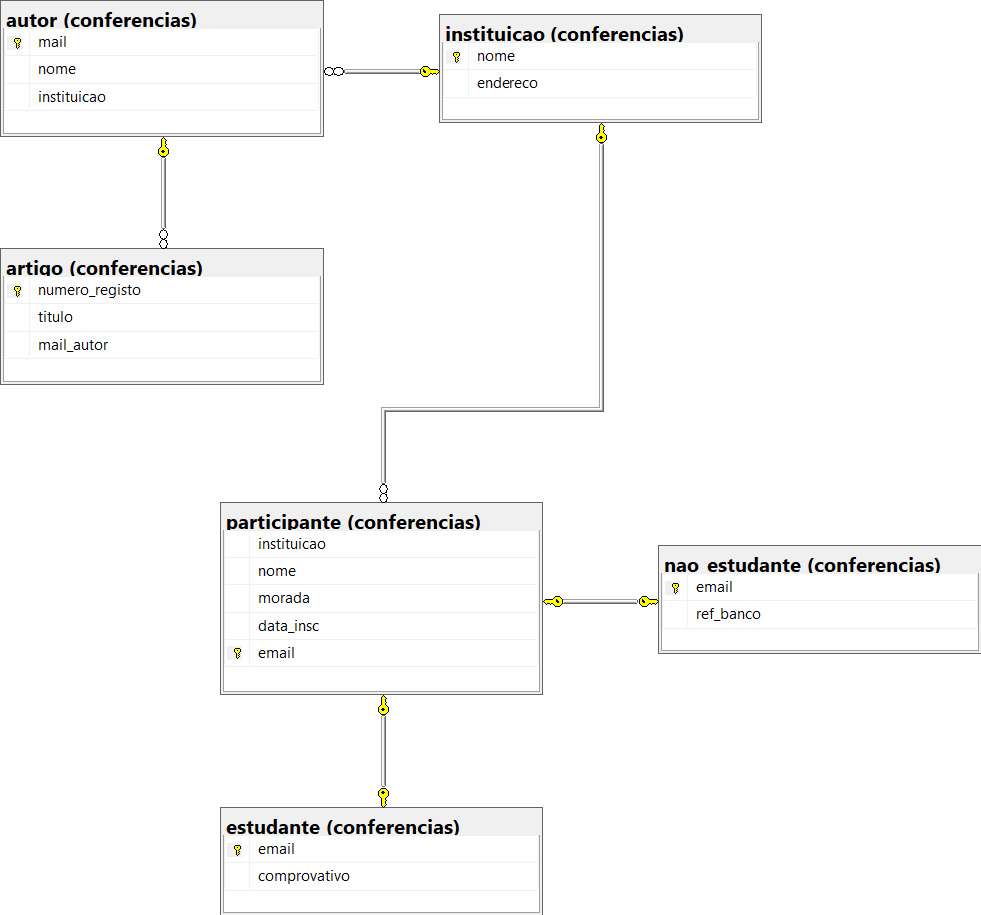 autor (conferencias)
mail
nome
instituicao
instituicao (conferencias)
nome
endereco
artigo (conferencias)
numero_registo
titulo
mail_autor
participante (conferencias)
instituicao
nome
morada
data_insc
email
nao_estudante (conferencias)
email
ref_banco
estudante (conferencias)
email
comprovativo